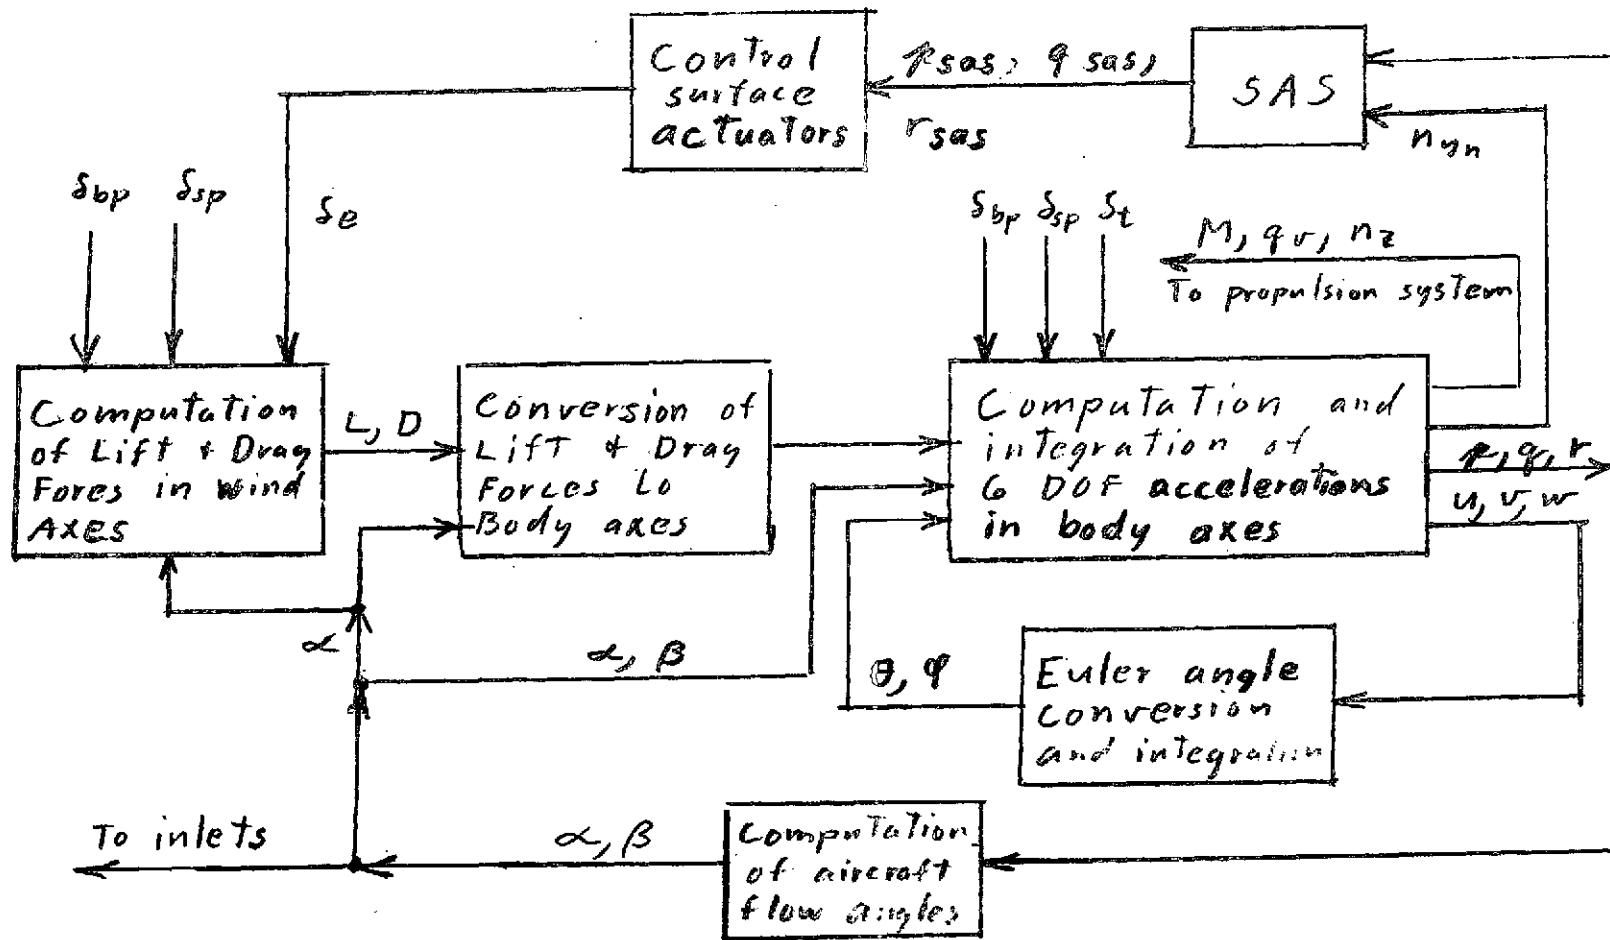 Control
surface
actuators
psas, qsas,
rsas
SAS
nyn
δbp δsp
δe
δbp δsp δt
M, qv, nz
To propulsion system
Computation
of Lift + Drag
Fores in wind
Axes
L, D
Conversion of
Lift + Drag
Forces to
Body axes
Computation and
integration of
6 DOF accelerations
in body axes
p, q, r
u, v, w
α
α, β
θ, φ
Euler angle
conversion
and integration
To inlets
α, β
Computation
of aircraft
flow angles